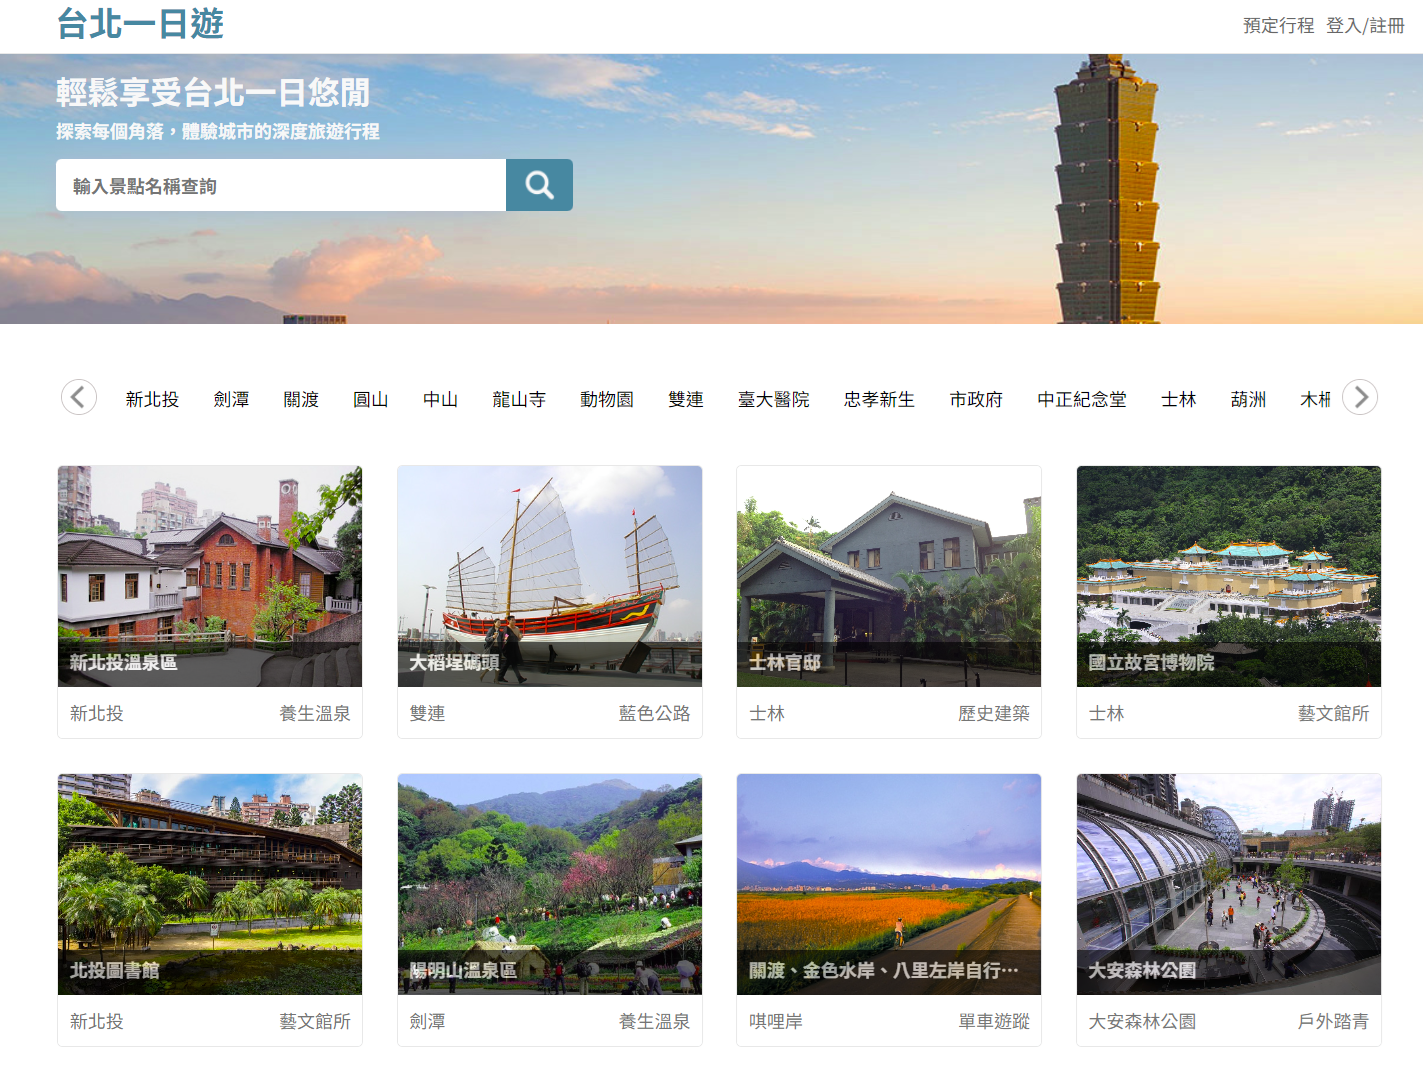 台北一日遊
預定行程 登入/註冊
輕鬆享受台北一日悠閒
探索每個角落，體驗城市的深度旅遊行程
輸入景點名稱查詢
新北投 劍潭 關渡 圓山 中山 龍山寺 動物園 雙連 臺大醫院 忠孝新生 市政府 中正紀念堂 士林 葫洲 木柵
新北投溫泉區
大稻埕碼頭
士林官邸
國立故宮博物院
新北投 養生溫泉
雙連 藍色公路
士林 歷史建築
士林 藝文館所
北投圖書館
陽明山溫泉區
關渡、金色水岸、八里左岸自行…
大安森林公園
新北投 藝文館所
劍潭 養生溫泉
唭哩岸 單車遊蹤
大安森林公園 戶外踏青